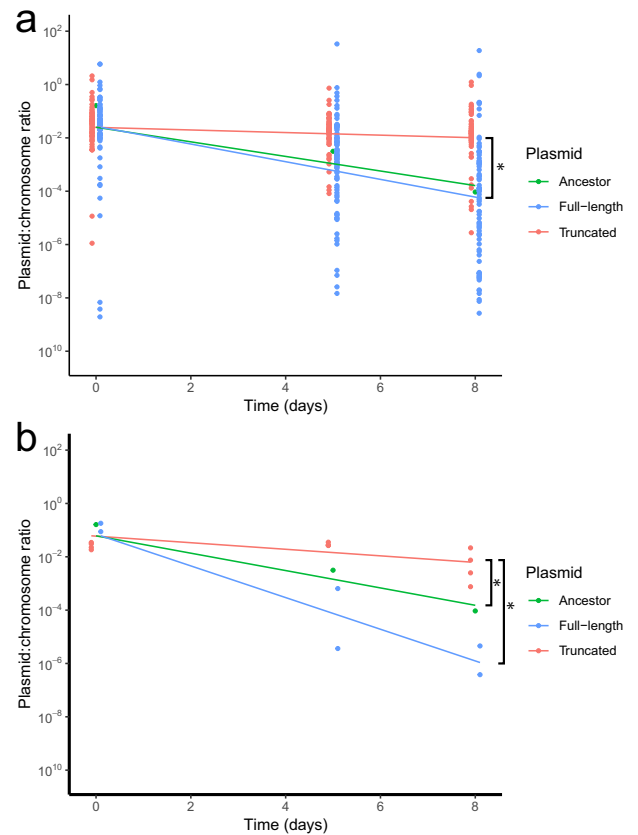 a
10²
10⁰
10⁻²
10⁻⁴
10⁻⁶
10⁻⁸
10¹⁰
Plasmid:chromosome ratio
0 2 4 6 8
Time (days)
*
Plasmid
Ancestor
Full−length
Truncated
b
10²
10⁰
10⁻²
10⁻⁴
10⁻⁶
10⁻⁸
10¹⁰
Plasmid:chromosome ratio
0 2 4 6 8
Time (days)
*
*
Plasmid
Ancestor
Full−length
Truncated